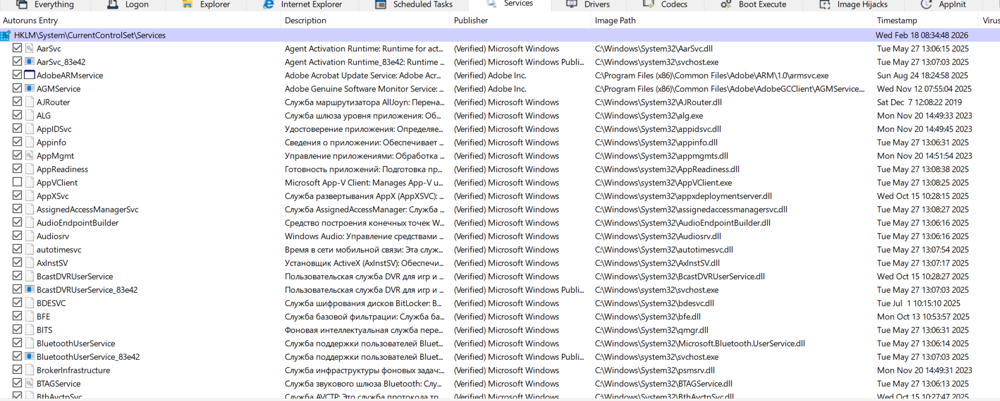 Everything Logon Explorer Internet Explorer Scheduled Tasks Services Drivers Codecs Boot Execute Image Hijacks AppInit
Autoruns Entry Description Publisher Image Path Timestamp Virus
HKLM\System\CurrentControlSet\Services Wed Feb 18 08:34:48 2026
AarSvc Agent Activation Runtime: Runtime for act... (Verified) Microsoft Windows C:\Windows\System32\AarSvc.dll Tue May 27 13:06:15 2025
AarSvc_83e42 Agent Activation Runtime_83e42: Runtime ... (Verified) Microsoft Windows Publi... C:\Windows\system32\svchost.exe Tue May 27 13:07:03 2025
AdobeARMservice Adobe Acrobat Update Service: Adobe Acr... (Verified) Adobe Inc. C:\Program Files (x86)\Common Files\Adobe\ARM\1.0\armsvc.exe Sun Aug 24 18:24:58 2025
AGMService Adobe Genuine Software Monitor Service: ... (Verified) Adobe Inc. C:\Program Files (x86)\Common Files\Adobe\AdobeGCClient\AGMService.... Wed Nov 12 07:55:04 2025
AJRouter Служба маршрутизатора AllJoyn: Перена... (Verified) Microsoft Windows C:\Windows\System32\AJRouter.dll Sat Dec 7 12:08:22 2019
ALG Служба шлюза уровня приложения: Об... (Verified) Microsoft Windows C:\Windows\System32\alg.exe Mon Nov 20 14:49:33 2023
AppIDSvc Удостоверение приложения: Определяе... (Verified) Microsoft Windows C:\Windows\System32\appidsvc.dll Mon Nov 20 14:49:45 2023
Appinfo Сведения о приложении: Обеспечивает ... (Verified) Microsoft Windows C:\Windows\System32\appinfo.dll Tue May 27 13:06:31 2025
AppMgmt Управление приложениями: Обработка ... (Verified) Microsoft Windows C:\Windows\System32\appmgmts.dll Mon Nov 20 14:51:54 2023
AppReadiness Готовность приложений: Подготовка пр... (Verified) Microsoft Windows C:\Windows\system32\AppReadiness.dll Tue May 27 13:08:38 2025
AppVClient Microsoft App-V Client: Manages App-V u... (Verified) Microsoft Windows C:\Windows\system32\AppVClient.exe Tue May 27 13:08:25 2025
AppXSvc Служба развертывания AppX (AppXSVC): ... (Verified) Microsoft Windows C:\Windows\system32\appxdeploymentserver.dll Wed Oct 15 10:28:15 2025
AssignedAccessManagerSvc Служба AssignedAccessManager: Служба ... (Verified) Microsoft Windows C:\Windows\System32\assignedaccessmanagersvc.dll Tue May 27 13:08:27 2025
AudioEndpointBuilder Средство построения конечных точек W... (Verified) Microsoft Windows C:\Windows\System32\AudioEndpointBuilder.dll Tue May 27 13:06:16 2025
Audiosrv Windows Audio: Управление средствами ... (Verified) Microsoft Windows C:\Windows\System32\Audiosrv.dll Tue May 27 13:06:16 2025
autotimesvc Время в сети мобильной связи: Эта служ... (Verified) Microsoft Windows C:\Windows\System32\autotimesvc.dll Tue May 27 13:07:54 2025
AxInstSV Установщик ActiveX (AxInstSV): Обеспечи... (Verified) Microsoft Windows C:\Windows\System32\AxInstSV.dll Tue May 27 13:07:17 2025
BcastDVRUserService Пользовательская служба DVR для игр и ... (Verified) Microsoft Windows C:\Windows\System32\BcastDVRUserService.dll Wed Oct 15 10:28:27 2025
BcastDVRUserService_83e42 Пользовательская служба DVR для игр и ... (Verified) Microsoft Windows Publi... C:\Windows\system32\svchost.exe Tue May 27 13:07:03 2025
BDESVC Служба шифрования дисков BitLocker: B... (Verified) Microsoft Windows C:\Windows\System32\bdesvc.dll Tue Jul 1 10:15:10 2025
BFE Служба базовой фильтрации: Служба ба... (Verified) Microsoft Windows C:\Windows\System32\bfe.dll Mon Oct 13 10:53:57 2025
BITS Фоновая интеллектуальная служба пере... (Verified) Microsoft Windows C:\Windows\System32\qmgr.dll Tue May 27 13:06:31 2025
BluetoothUserService Служба поддержки пользователей Bluet... (Verified) Microsoft Windows C:\Windows\System32\Microsoft.Bluetooth.UserService.dll Tue May 27 13:06:14 2025
BluetoothUserService_83e42 Служба поддержки пользователей Bluet... (Verified) Microsoft Windows Publi... C:\Windows\system32\svchost.exe Tue May 27 13:07:03 2025
BrokerInfrastructure Служба инфраструктуры фоновых задач:... (Verified) Microsoft Windows C:\Windows\System32\psmsrv.dll Mon Nov 20 14:49:31 2023
BTAGService Служба звукового шлюза Bluetooth: Слу... (Verified) Microsoft Windows C:\Windows\System32\BTAGService.dll Tue May 27 13:06:13 2025
BthAvctpSvc Служба AVCTP: Это служба протокола тр... (Verified) Microsoft Windows C:\Windows\System32\BthAvctpSvc.dll Wed Oct 15 10:27:47 2025